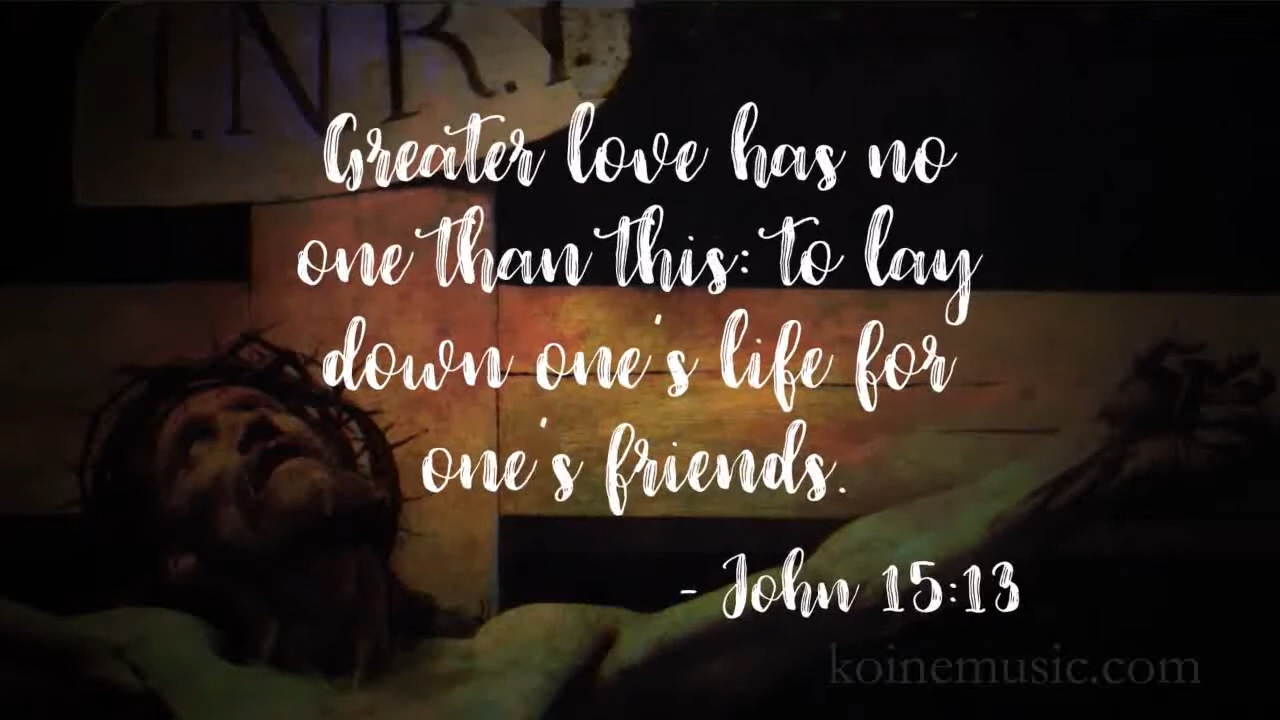 I.N.R.I
Greater love has no
one than this: to lay
down one's life for
one's friends.
- John 15:13
koinemusic.com